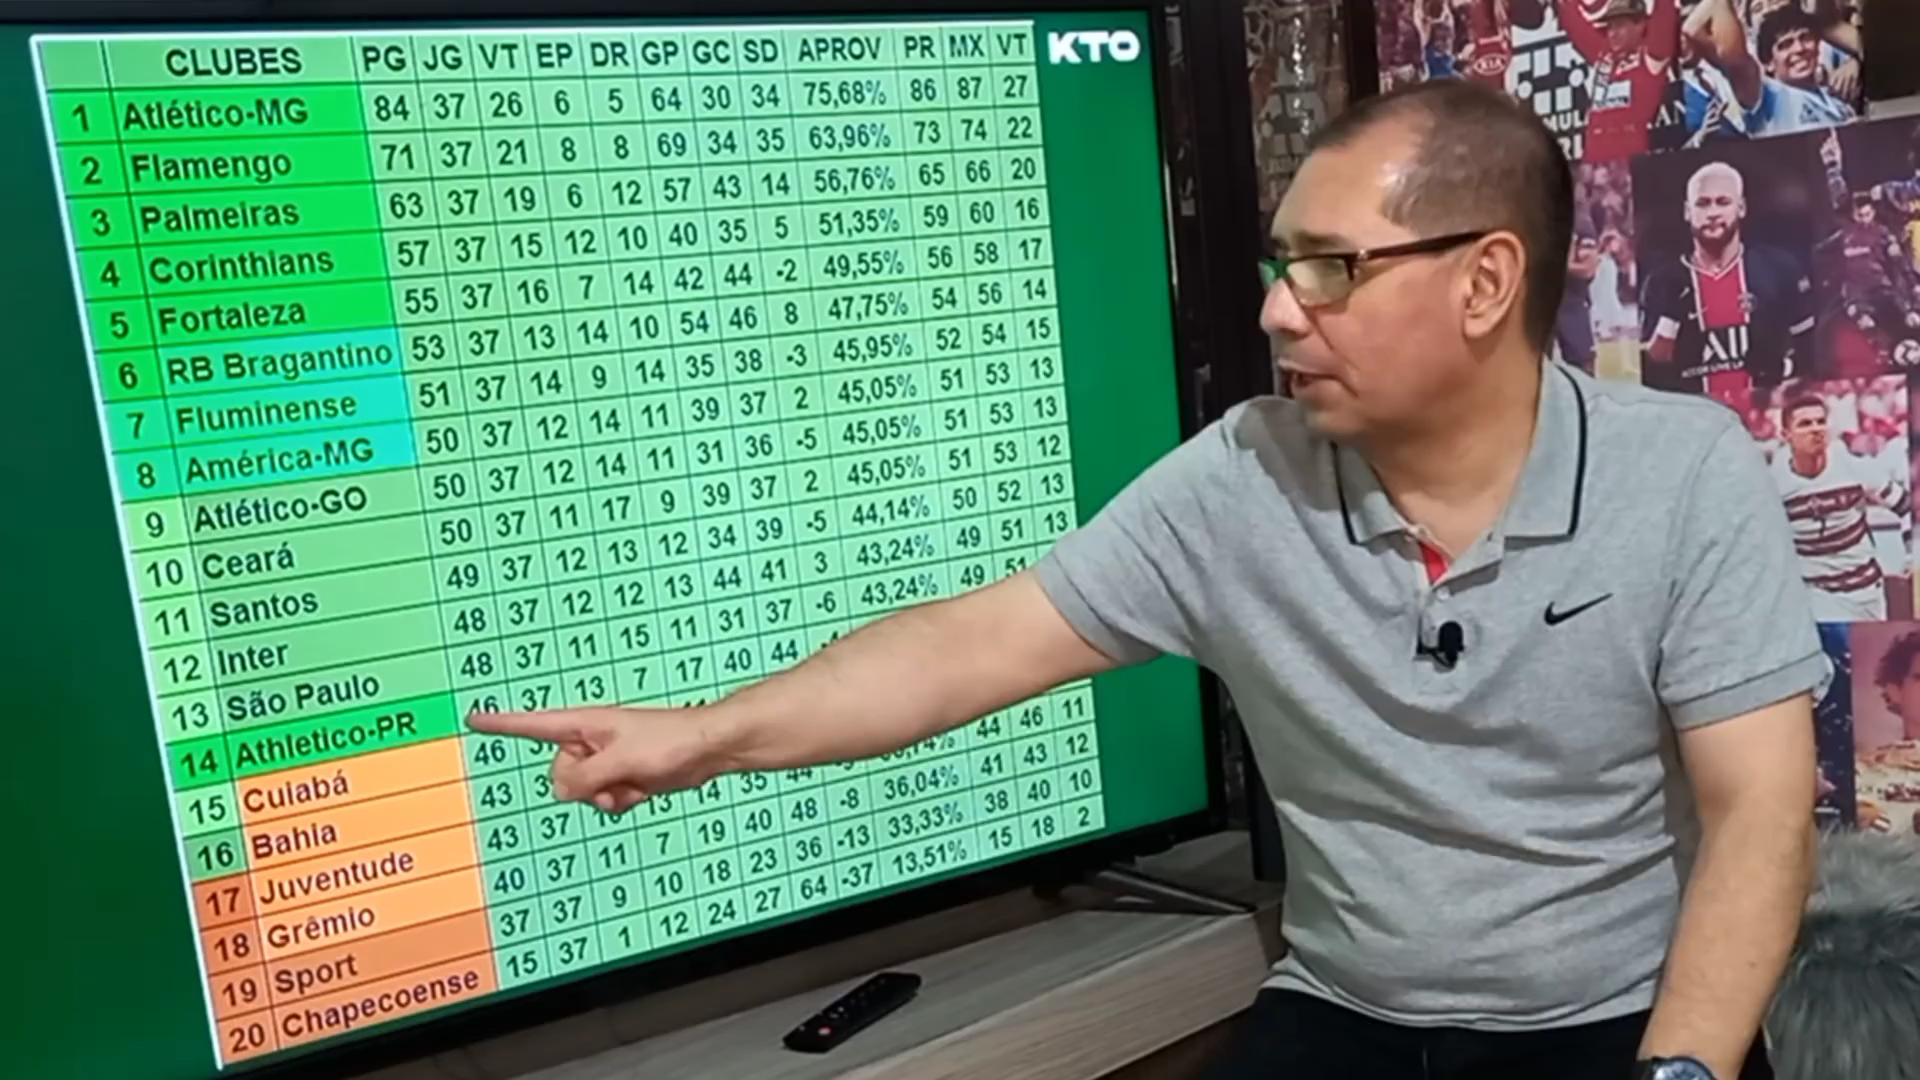 CLUBES PG JG VT EP DR GP GC SD APROV PR MX VT KTO
1 Atlético-MG 84 37 26 6 5 64 30 34 75,68% 86 87 27
2 Flamengo 71 37 21 8 8 69 34 35 63,96% 73 74 22
3 Palmeiras 63 37 19 6 12 57 43 14 56,76% 65 66 20
4 Corinthians 57 37 15 12 10 40 35 5 51,35% 59 60 16
5 Fortaleza 55 37 16 7 14 42 44 -2 49,55% 56 58 17
6 RB Bragantino 53 37 13 14 10 54 46 8 47,75% 54 56 14
7 Fluminense 51 37 14 9 14 35 38 -3 45,95% 52 54 15
8 América-MG 50 37 12 14 11 39 37 2 45,05% 51 53 13
9 Atlético-GO 50 37 12 14 11 31 36 -5 45,05% 51 53 13
10 Ceará 50 37 11 17 9 39 37 2 45,05% 51 53 12
11 Santos 49 37 12 13 12 34 39 -5 44,14% 50 52 13
12 Inter 48 37 12 12 13 44 41 3 43,24% 49 51 13
13 São Paulo 48 37 11 15 11 31 37 -6 43,24% 49 51
14 Athletico-PR 46 37 13 7 17 40 44
15 Cuiabá 46
16 Bahia 43
17 Juventude 43 37 13 14 35 44 44 46 11
18 Grêmio 40 37 11 7 19 40 48 -8 36,04% 41 43 12
19 Sport 37 37 9 10 18 23 36 -13 33,33% 38 40 10
20 Chapecoense 15 37 1 12 24 27 64 -37 13,51% 15 18 2